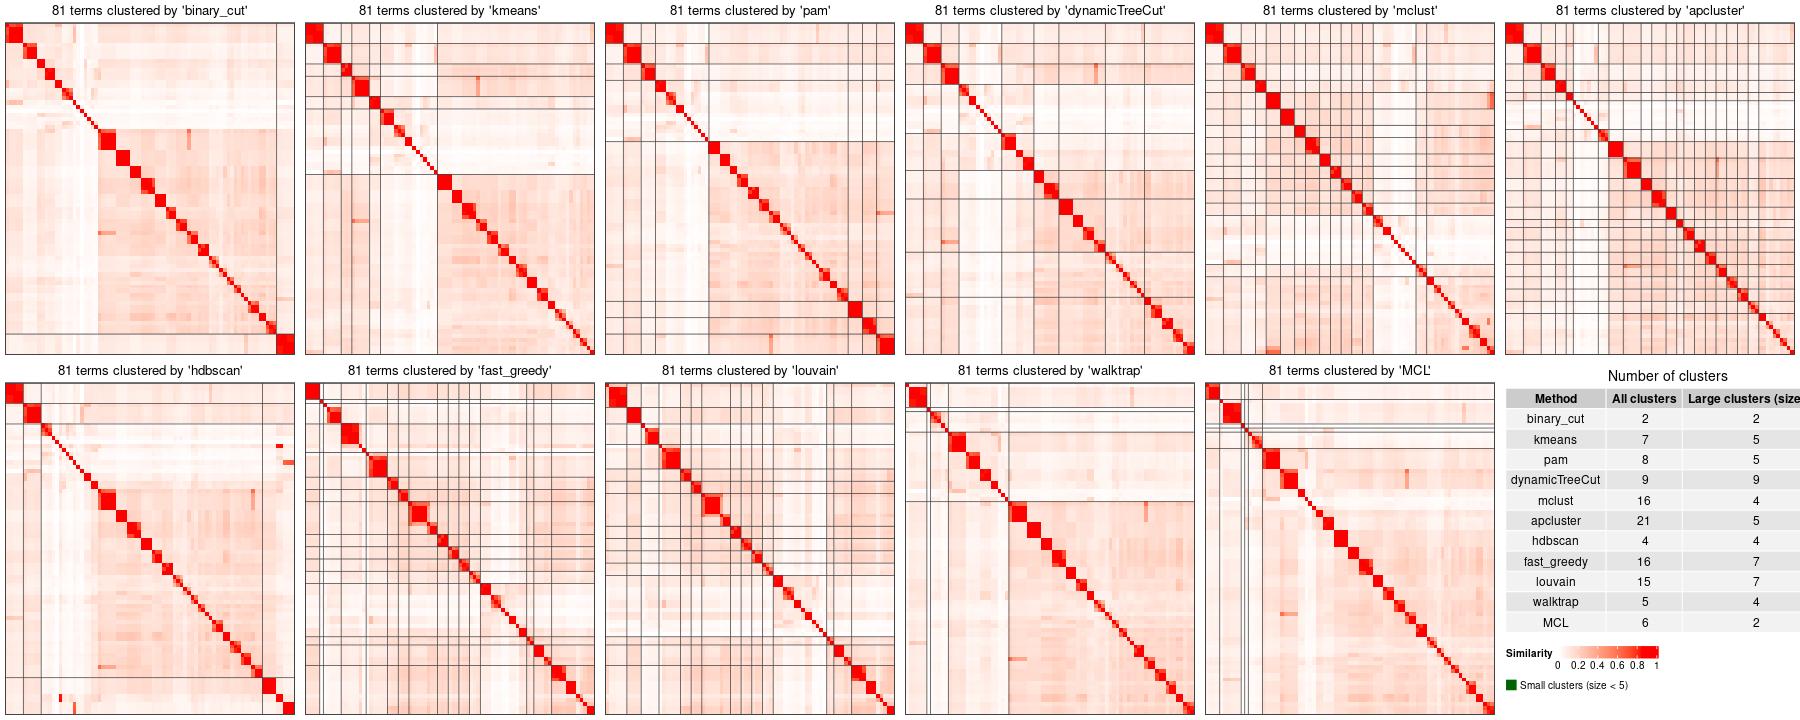 81 terms clustered by 'binary_cut'
81 terms clustered by 'kmeans'
81 terms clustered by 'pam'
81 terms clustered by 'dynamicTreeCut'
81 terms clustered by 'mclust'
81 terms clustered by 'apcluster'
81 terms clustered by 'hdbscan'
81 terms clustered by 'fast_greedy'
81 terms clustered by 'louvain'
81 terms clustered by 'walktrap'
81 terms clustered by 'MCL'
Number of clusters
Method All clusters Large clusters (size
binary_cut 2 2
kmeans 7 5
pam 8 5
dynamicTreeCut 9 9
mclust 16 4
apcluster 21 5
hdbscan 4 4
fast_greedy 16 7
louvain 15 7
walktrap 5 4
MCL 6 2
Similarity
0 0.2 0.4 0.6 0.8 1
Small clusters (size < 5)